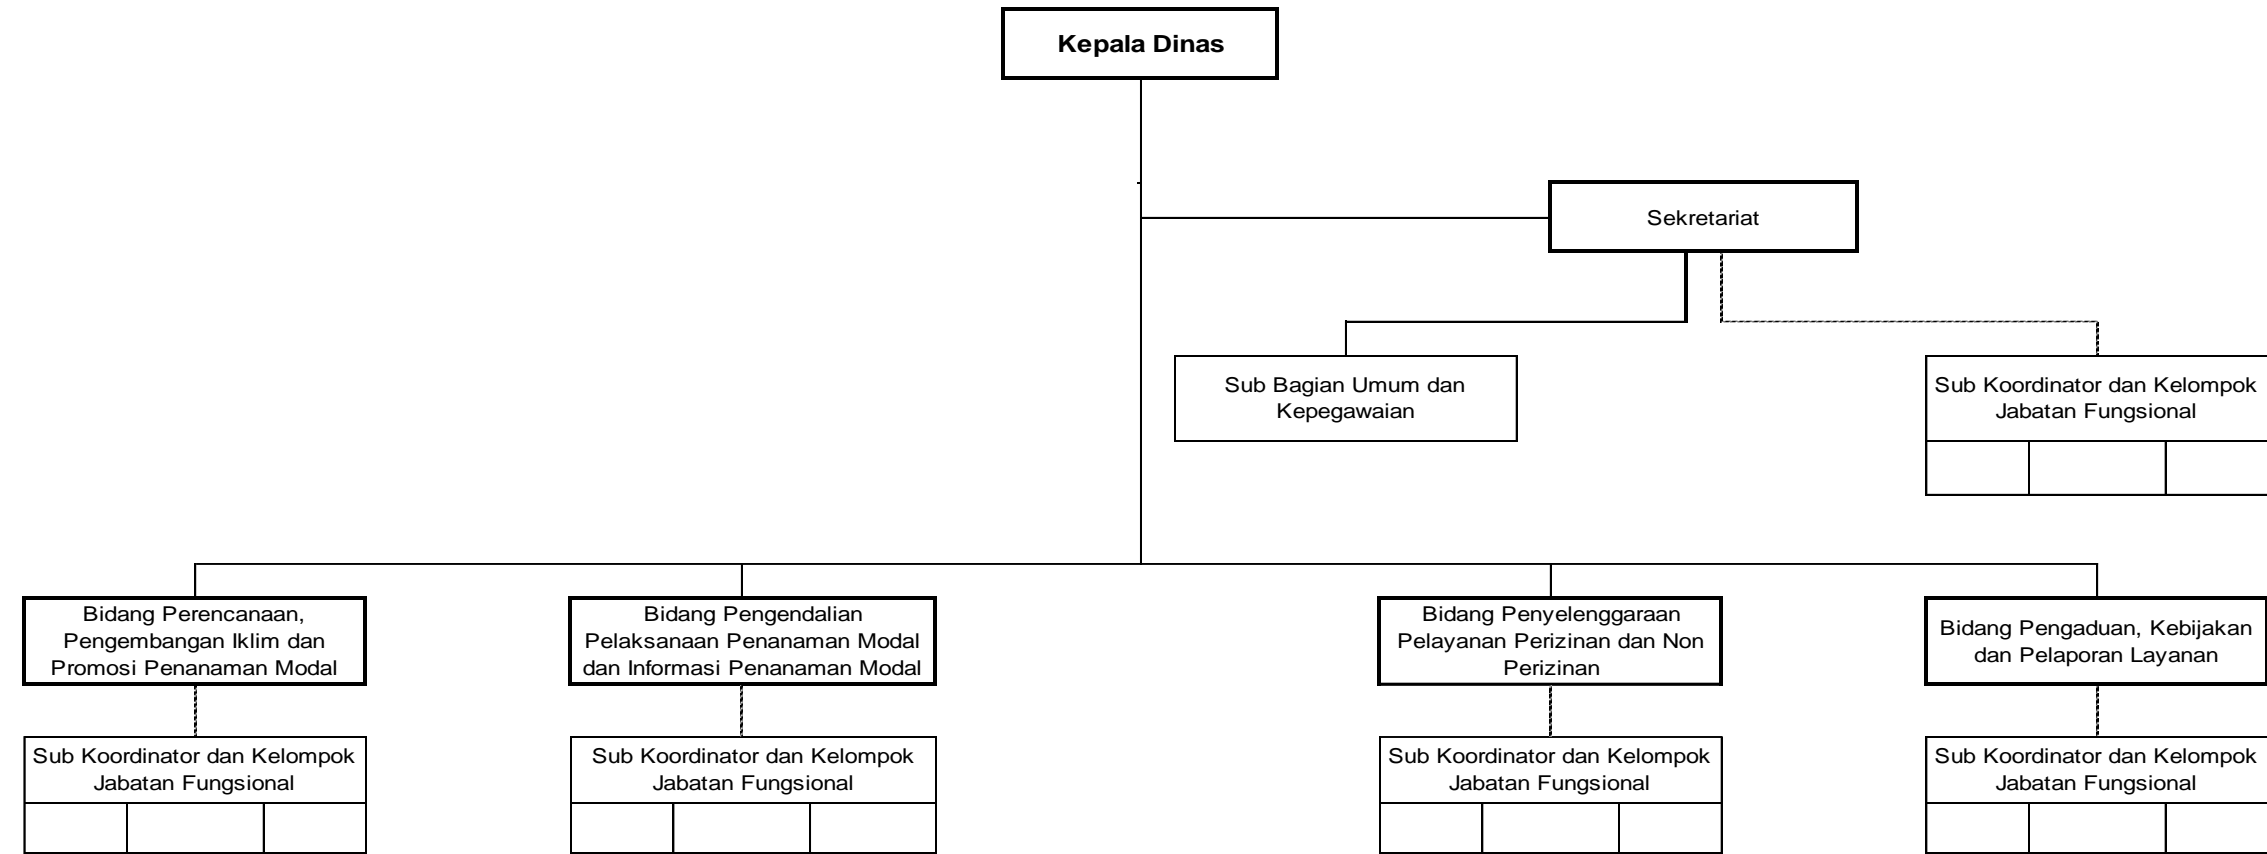 Kepala Dinas
Sekretariat
Sub Bagian Umum dan
Kepegawaian
Sub Koordinator dan Kelompok
Jabatan Fungsional
Bidang Perencanaan,
Pengembangan Iklim dan
Promosi Penanaman Modal
Bidang Pengendalian
Pelaksanaan Penanaman Modal
dan Informasi Penanaman Modal
Bidang Penyelenggaraan
Pelayanan Perizinan dan Non
Perizinan
Bidang Pengaduan, Kebijakan
dan Pelaporan Layanan
Sub Koordinator dan Kelompok
Jabatan Fungsional
Sub Koordinator dan Kelompok
Jabatan Fungsional
Sub Koordinator dan Kelompok
Jabatan Fungsional
Sub Koordinator dan Kelompok
Jabatan Fungsional